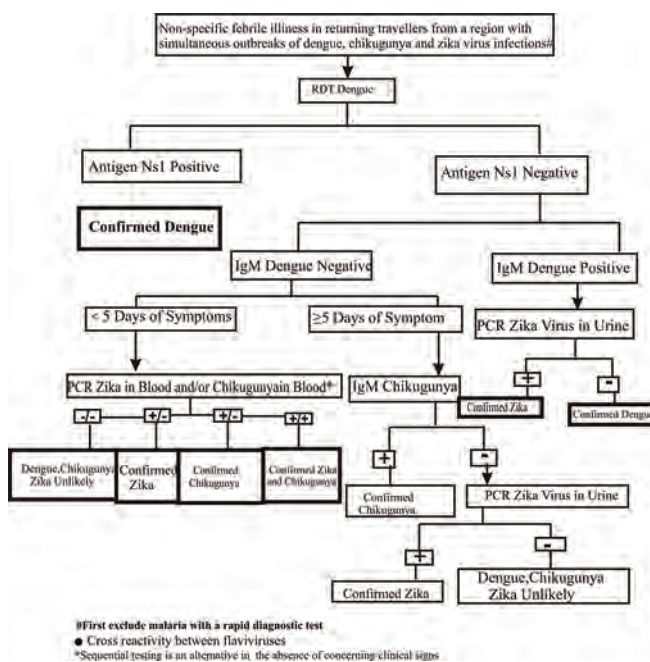 Non-specific febrile illness in returning travellers from a region with
simultaneous outbreaks of dengue, chikugunya and zika virus infections#
RDT Dengue
Antigen Ns1 Positive
Antigen Ns1 Negative
Confirmed Dengue
IgM Dengue Negative
IgM Dengue Positive
< 5 Days of Symptoms
≥5 Days of Symptom
PCR Zika Virus in Urine
PCR Zika in Blood and/or Chikugunyain Blood*
IgM Chikugunya
+
-
Confirmed Zika
Confirmed Dengue
-/-
+/-
+/-
+/+
Dengue,Chikugunya
Zika Unlikely
Confirmed
Zika
Confirmed
Chikugunya
Confirmed Zika
and Chikugunya
+
-
Confirmed
Chikugunya
PCR Zika Virus in Urine
+
-
Confirmed Zika
Dengue,Chikugunya
Zika Unlikely
#First exclude malaria with a rapid diagnostic test
● Cross reactivity between flaviviruses
*Sequential testing is an alternative in the absence of concerning clinical signs